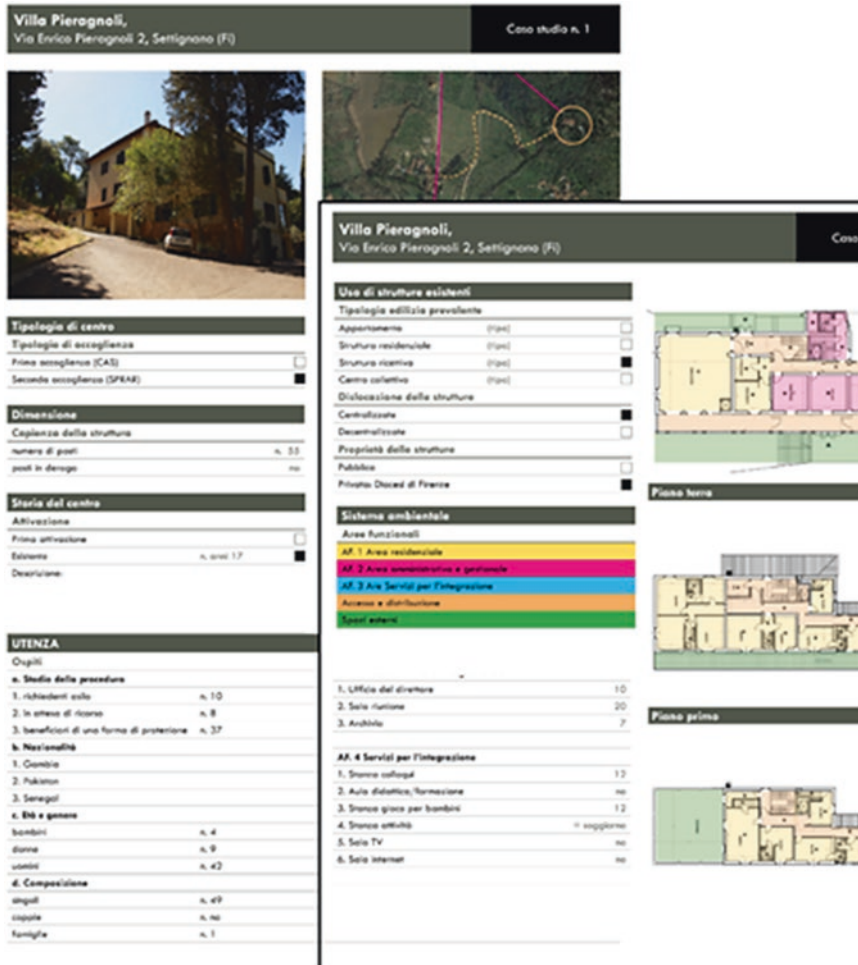 Villa Pieragnoli,
Via Enrico Pieragnoli 2, Settignano (Fi)
Caso studio n. 1
Tipologia di centro
Tipologia di accoglienza
Prima accoglienza (CAS)
Seconda accoglienza (SPRAR)
Dimensione
Capienza della struttura
numero di posti n. 55
posti in deroga no
Storia del centro
Attivazione
Prima attivazione
Esistente n. anni 17
Descrizione:
UTENZA
Ospiti
a. Stadio della procedura
1. richiedenti asilo n. 10
2. in attesa di ricorso n. 8
3. beneficiari di una forma di protezione n. 37
b. Nazionalità
1. Gambia
2. Pakistan
3. Senegal
c. Età e genere
bambini n. 4
donne n. 9
uomini n. 42
d. Composizione
singoli n. 49
coppie n. no
famiglie n. 1
Villa Pieragnoli,
Via Enrico Pieragnoli 2, Settignano (Fi)
Caso
Uso di strutture esistenti
Tipologia edilizia prevalente
Appartamento (tipo)
Struttura residenziale (tipo)
Struttura ricettiva (tipo)
Centro collettivo (tipo)
Dislocazione delle strutture
Centralizzate
Decentralizzate
Proprietà delle strutture
Pubblica
Privata: Diocesi di Firenze
Sistema ambientale
Aree funzionali
AF. 1 Area residenziale
AF. 2 Area amministrativa e gestionale
AF. 3 Are Servizi per l'integrazione
Accesso e distribuzione
Spazi esterni
1. Ufficio del direttore 10
2. Sala riunione 20
3. Archivio 7
AF. 4 Servizi per l'integrazione
1. Stanza colloqui 12
2. Aula didattica/formazione no
3. Stanza gioco per bambini 12
4. Stanza attività = soggiorno
5. Sala TV no
6. Sala internet no
Piano terra
Piano primo